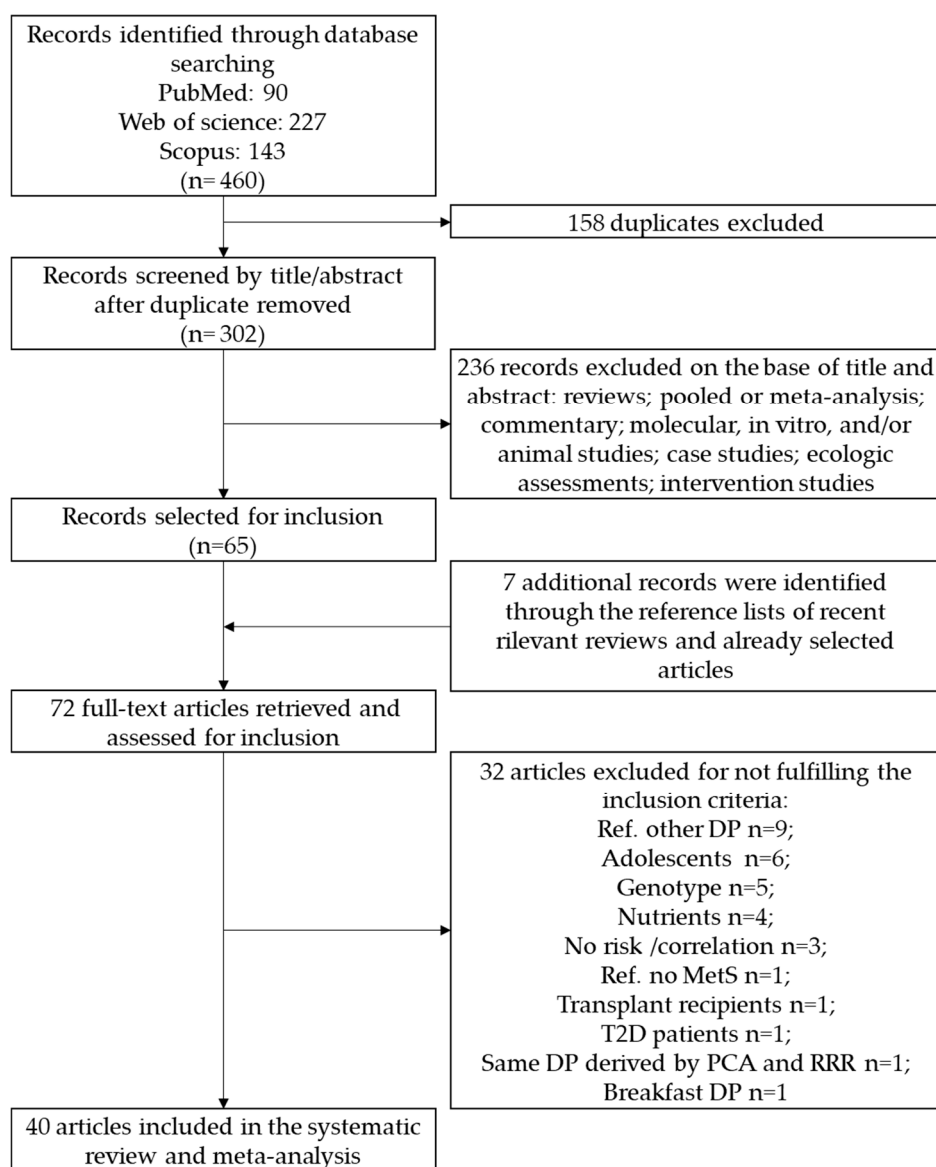 Records identified through database
searching
PubMed: 90
Web of science: 227
Scopus: 143
(n= 460)
158 duplicates excluded
Records screened by title/abstract
after duplicate removed
(n= 302)
236 records excluded on the base of title and
abstract: reviews; pooled or meta-analysis;
commentary; molecular, in vitro, and/or
animal studies; case studies; ecologic
assessments; intervention studies
Records selected for inclusion
(n=65)
7 additional records were identified
through the reference lists of recent
rilevant reviews and already selected
articles
72 full-text articles retrieved and
assessed for inclusion
32 articles excluded for not fulfilling the
inclusion criteria:
Ref. other DP n=9;
Adolescents n=6;
Genotype n=5;
Nutrients n=4;
No risk /correlation n=3;
Ref. no MetS n=1;
Transplant recipients n=1;
T2D patients n=1;
Same DP derived by PCA and RRR n=1;
Breakfast DP n=1
40 articles included in the systematic
review and meta-analysis